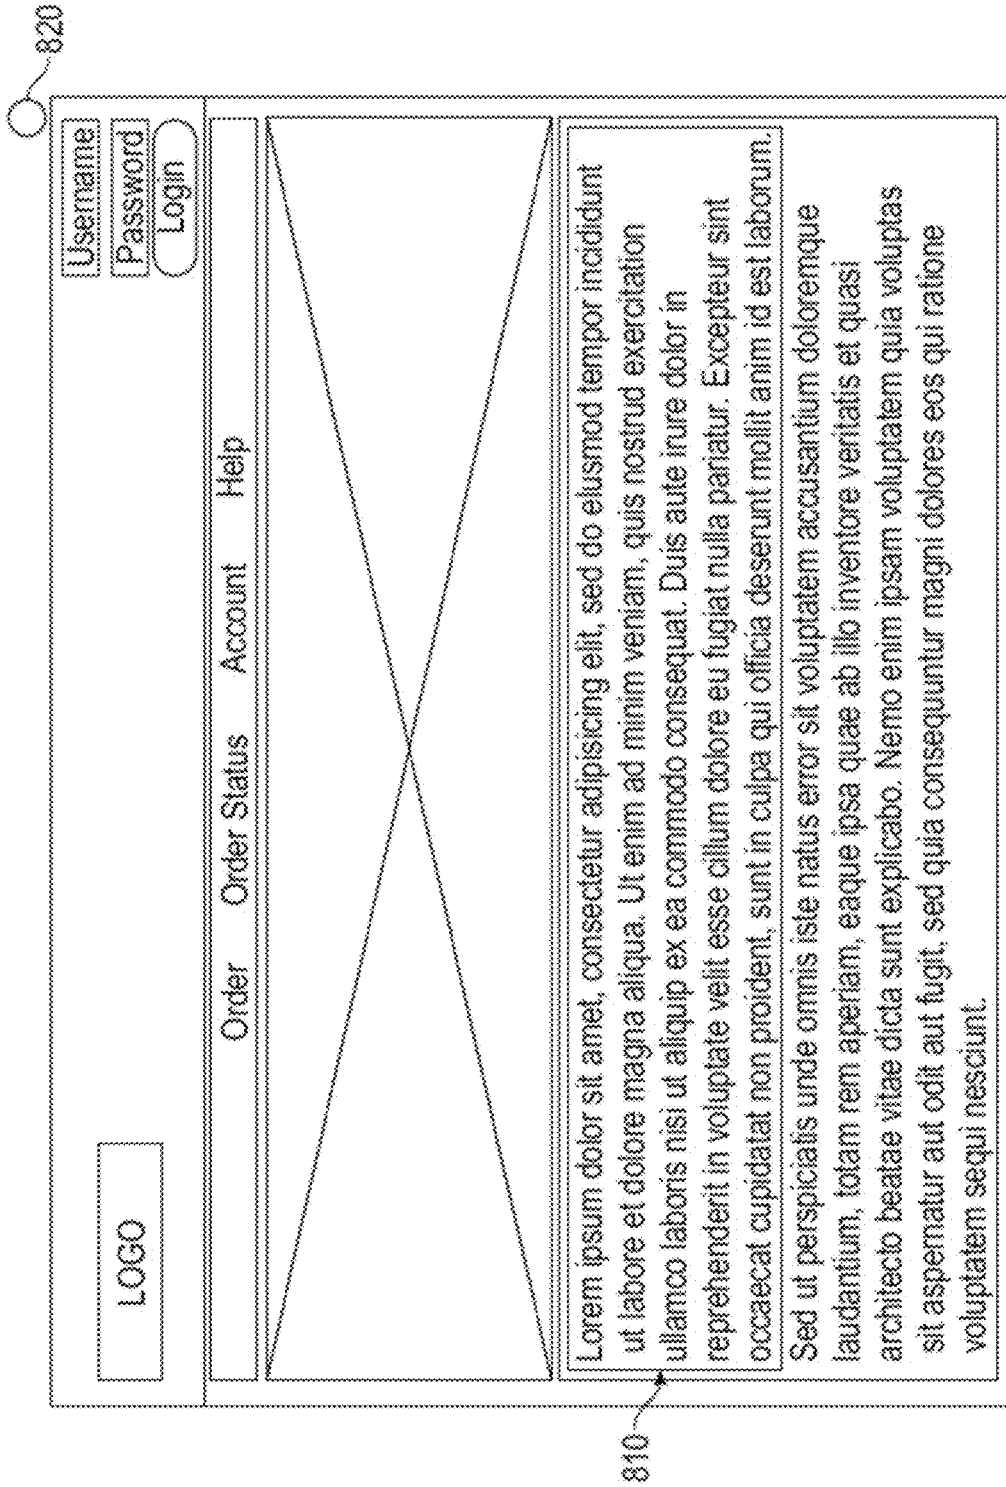 820
LOGO
Username
Password
Login
Order Order Status Account Help
Lorem ipsum dolor sit amet, consectetur adipisicing elit, sed do eiusmod tempor incididunt
ut labore et dolore magna aliqua. Ut enim ad minim veniam, quis nostrud exercitation
ullamco laboris nisi ut aliquip ex ea commodo consequat. Duis aute irure dolor in
reprehenderit in voluptate velit esse cillum dolore eu fugiat nulla pariatur. Excepteur sint
occaecat cupidatat non proident, sunt in culpa qui officia deserunt mollit anim id est laborum.
Sed ut perspiciatis unde omnis iste natus error sit voluptatem accusantium doloremque
laudantium, totam rem aperiam, eaque ipsa quae ab illo inventore veritatis et quasi
architecto beatae vitae dicta sunt explicabo. Nemo enim ipsam voluptatem quia voluptas
sit aspernatur aut odit aut fugit, sed quia consequuntur magni dolores eos qui ratione
voluptatem sequi nesciunt.
810